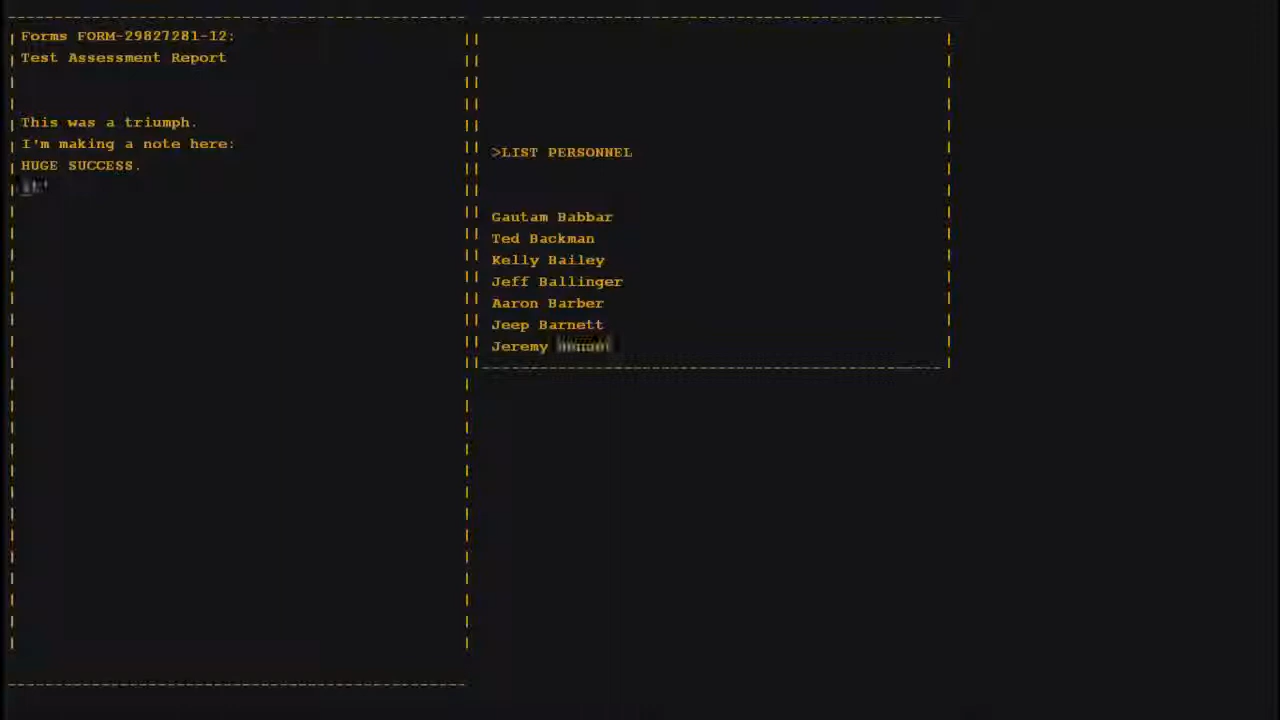 Forms FORM-29827281-12:
Test Assessment Report
This was a triumph.
I'm making a note here:
HUGE SUCCESS.
>LIST PERSONNEL
Gautam Babbar
Ted Backman
Kelly Bailey
Jeff Ballinger
Aaron Barber
Jeep Barnett
Jeremy